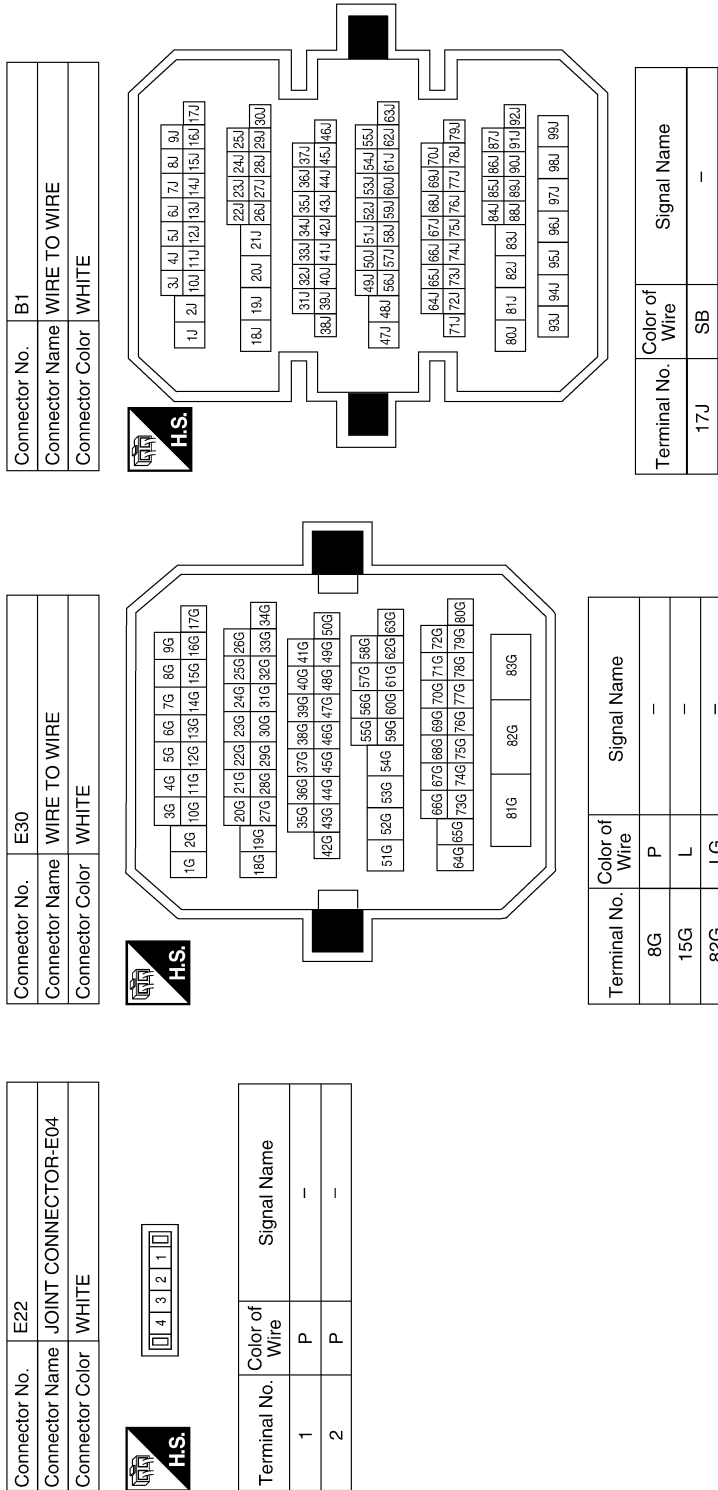 Connector No. E22
Connector Name JOINT CONNECTOR-E04
Connector Color WHITE
H.S.
4 3 2 1
Terminal No. Color of Wire Signal Name
1 P –
2 P –
Connector No. E30
Connector Name WIRE TO WIRE
Connector Color WHITE
H.S.
3G 4G 5G 6G 7G 8G 9G
1G 2G 10G 11G 12G 13G 14G 15G 16G 17G
20G 21G 22G 23G 24G 25G 26G
18G 19G 27G 28G 29G 30G 31G 32G 33G 34G
35G 36G 37G 38G 39G 40G 41G
42G 43G 44G 45G 46G 47G 48G 49G 50G
55G 56G 57G 58G
51G 52G 53G 54G 59G 60G 61G 62G 63G
66G 67G 68G 69G 70G 71G 72G
64G 65G 73G 74G 75G 76G 77G 78G 79G 80G
81G 82G 83G
Terminal No. Color of Wire Signal Name
8G P –
15G L –
82G LG –
Connector No. B1
Connector Name WIRE TO WIRE
Connector Color WHITE
H.S.
3J 4J 5J 6J 7J 8J 9J
1J 2J 10J 11J 12J 13J 14J 15J 16J 17J
22J 23J 24J 25J
18J 19J 20J 21J 26J 27J 28J 29J 30J
31J 32J 33J 34J 35J 36J 37J
38J 39J 40J 41J 42J 43J 44J 45J 46J
49J 50J 51J 52J 53J 54J 55J
47J 48J 56J 57J 58J 59J 60J 61J 62J 63J
64J 65J 66J 67J 68J 69J 70J
71J 72J 73J 74J 75J 76J 77J 78J 79J
84J 85J 86J 87J
80J 81J 82J 83J 88J 89J 90J 91J 92J
93J 94J 95J 96J 97J 98J 99J
Terminal No. Color of Wire Signal Name
17J SB –